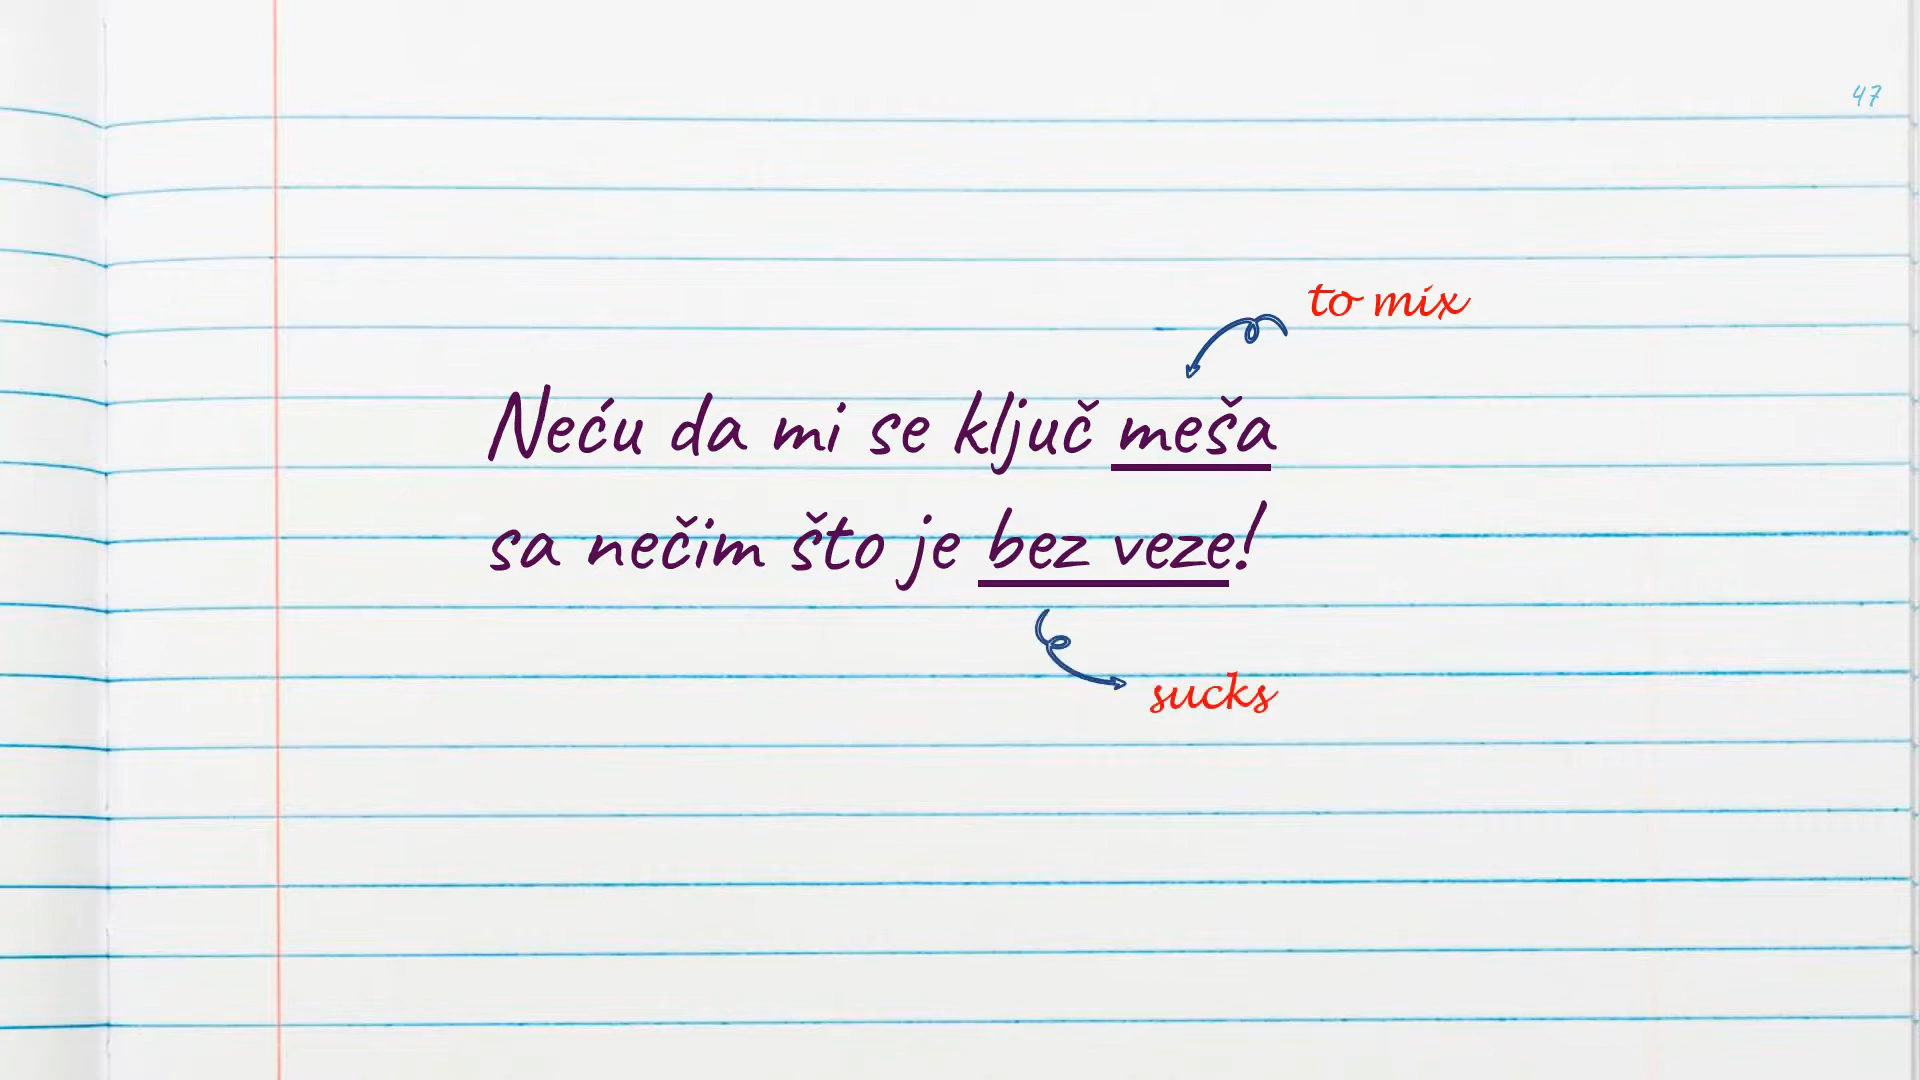 47
to mix
Neću da mi se ključ meša
sa nečim što je bez veze!
sucks